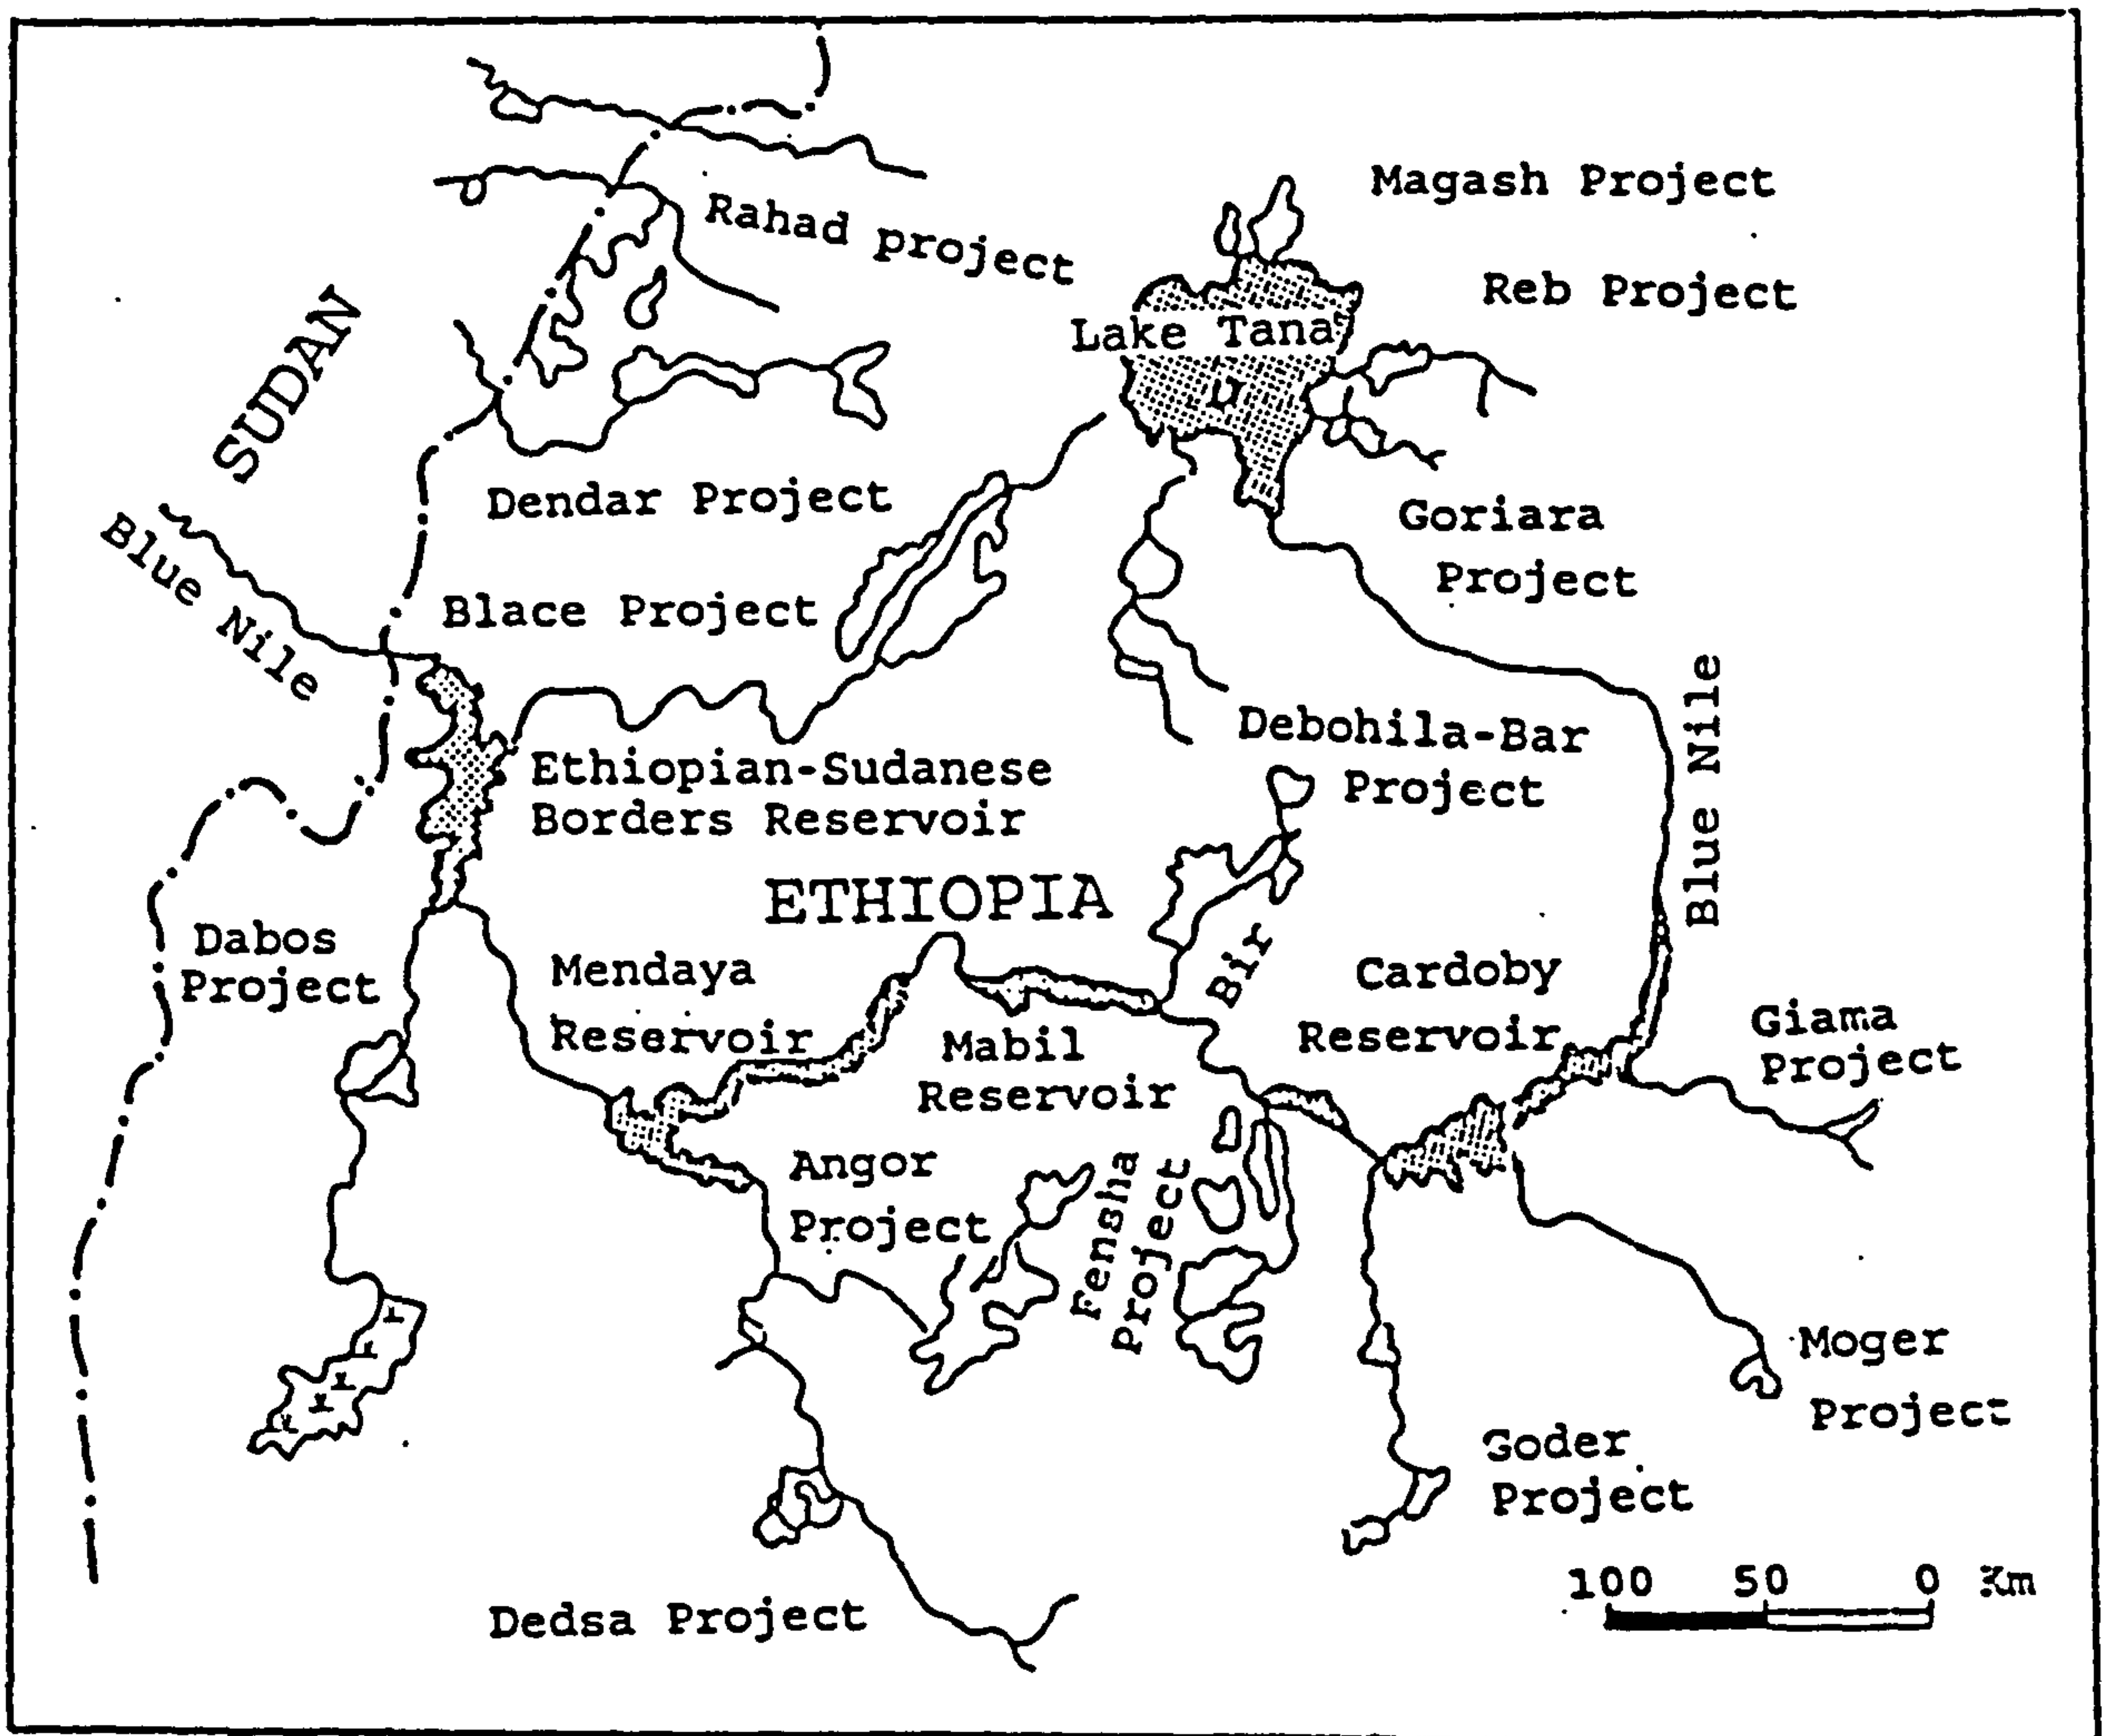 Magash Project
Rahad project
Reb Project
SUDAN
Lake Tana
Dendar Project
Goriara
Project
Blue Nile
Blace Project
Blue Nile
Debohila-Bar
Project
Ethiopian-Sudanese
Borders Reservoir
ETHIOPIA
Dabos
Project
Mendaya
Reservoir
Bir
Cardoby
Reservoir
Giama
Project
Mabil
Reservoir
Angor
Project
Fensha
Project
Moger
Project
Goder
Project
100 50 0 Km
Dedsa Project